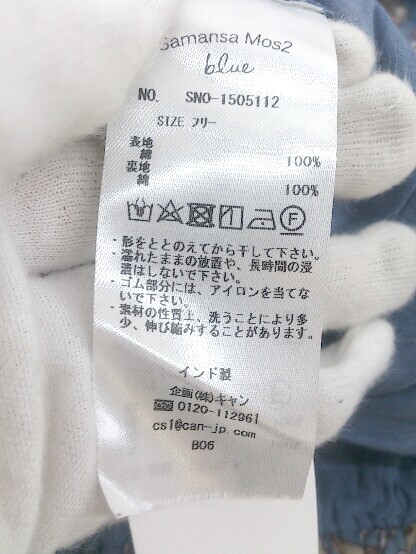 Samansa Mos2
blue
NO. SNO-1505112
SIZE フリー
表地
綿 100%
裏地
綿 100%
F
・形をととのえてから干して下さい。
・濡れたままの放置や、長時間の浸
漬はしないで下さい。
・ゴム部分には、アイロンを当てな
いで下さい。
・素材の性質上、洗うことにより多
少、伸び縮みすることがあります。
インド製
企画(株)キャン
0120-112961
cs1@can-jp.com
B06